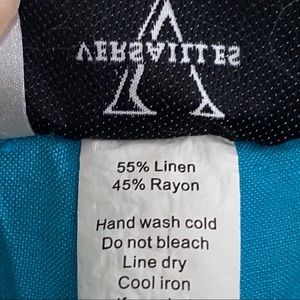 VERSAILLES
55% Linen
45% Rayon
Hand wash cold
Do not bleach
Line dry
Cool iron